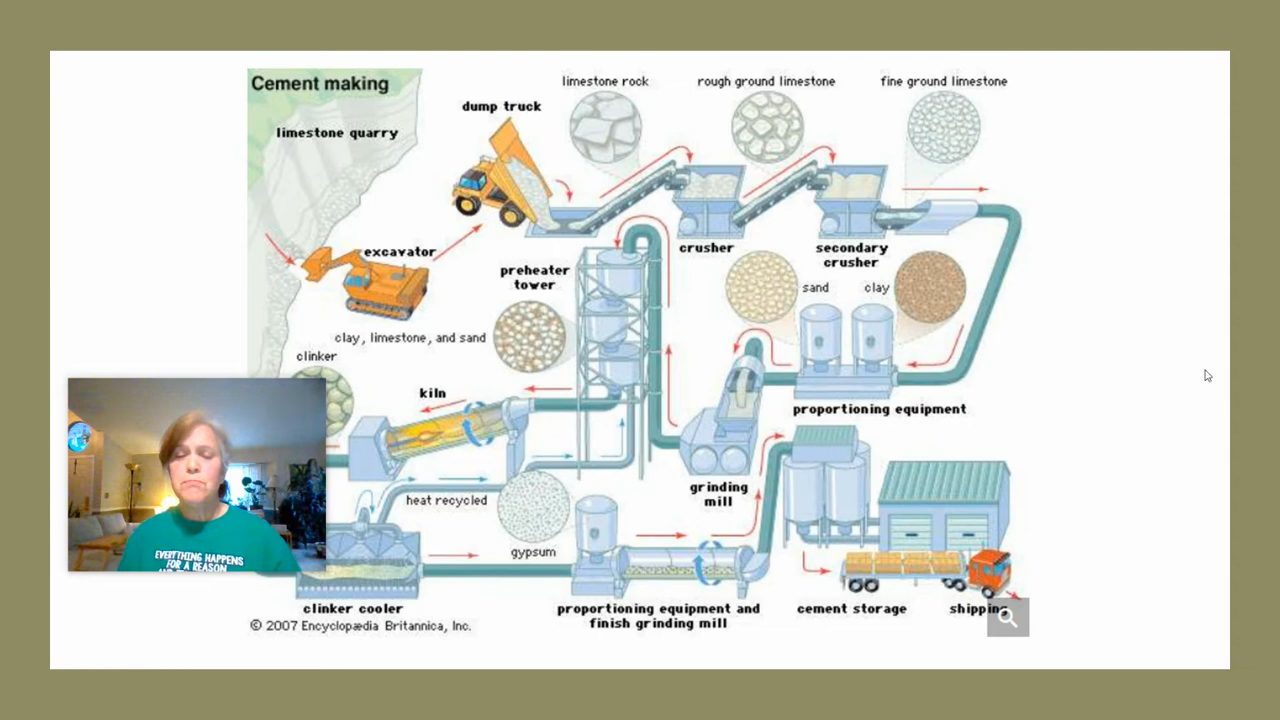 Cement making
limestone quarry
dump truck
limestone rock
rough ground limestone
fine ground limestone
excavator
preheater
tower
crusher
secondary
crusher
sand
clay
clay, limestone, and sand
clinker
kiln
proportioning equipment
grinding
mill
heat recycled
gypsum
EVERYTHING HAPPENS
FOR A REASON
clinker cooler
proportioning equipment and
finish grinding mill
cement storage
shipping
© 2007 Encyclopædia Britannica, Inc.